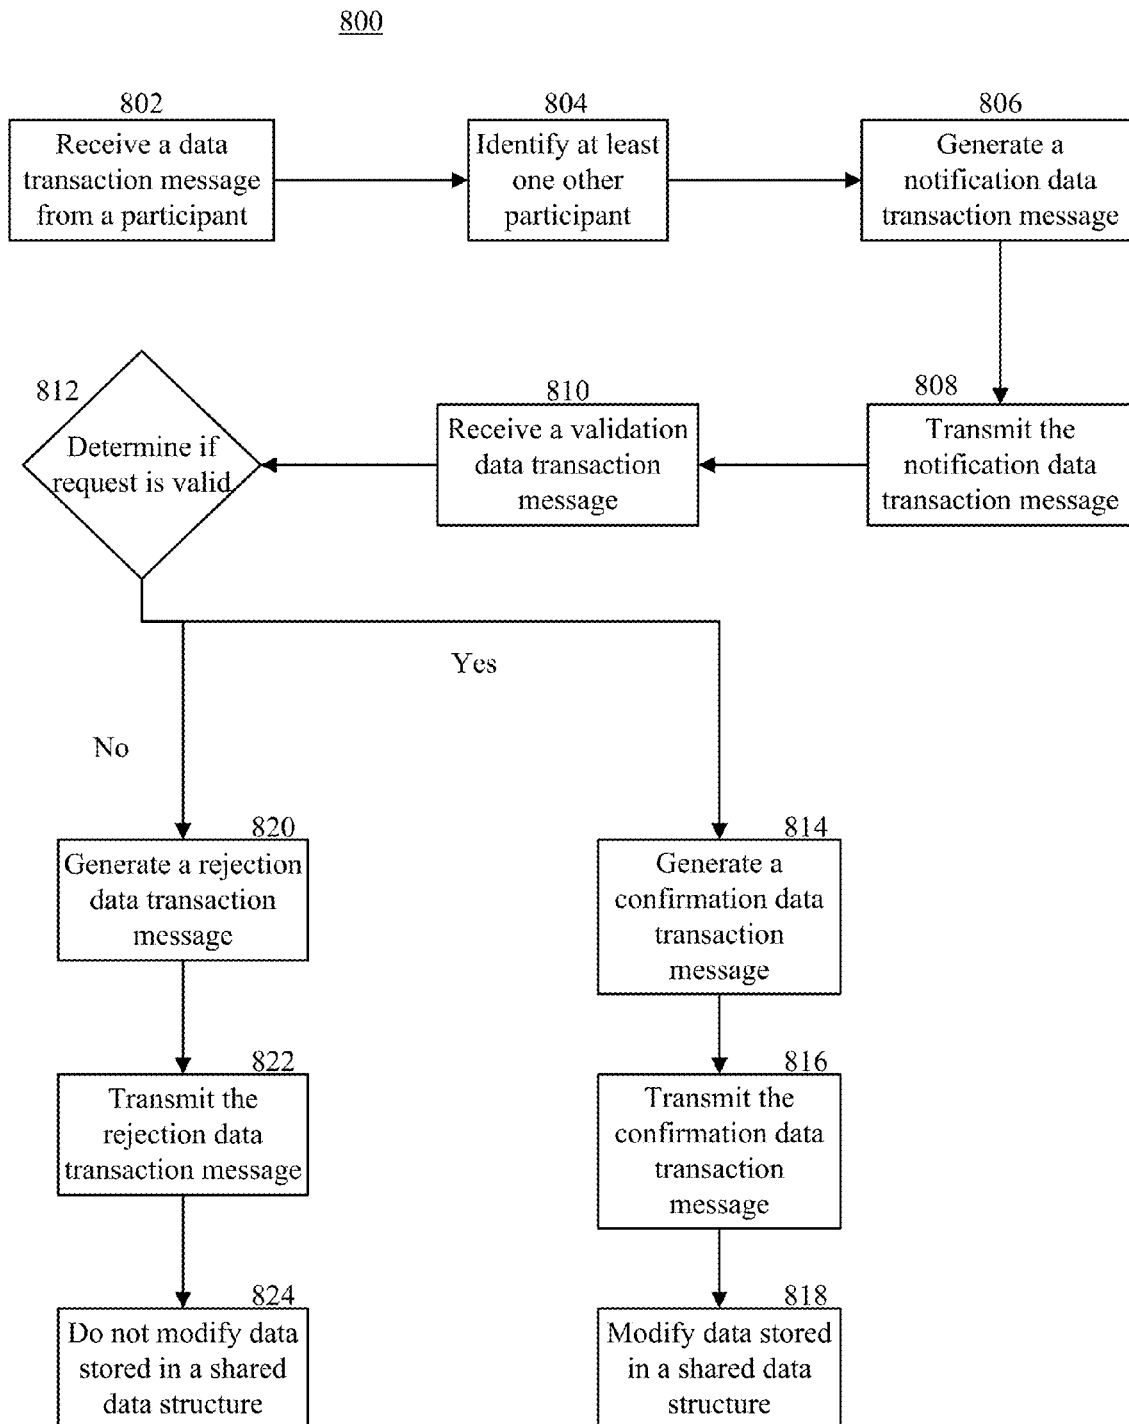 800
802
Receive a data
transaction message
from a participant
804
Identify at least
one other
participant
806
Generate a
notification data
transaction message
808
Transmit the
notification data
transaction message
810
Receive a validation
data transaction
message
812
Determine if
request is valid.
Yes
No
820
Generate a rejection
data transaction
message
814
Generate a
confirmation data
transaction
message
822
Transmit the
rejection data
transaction message
816
Transmit the
confirmation data
transaction
message
824
Do not modify data
stored in a shared
data structure
818
Modify data stored
in a shared data
structure